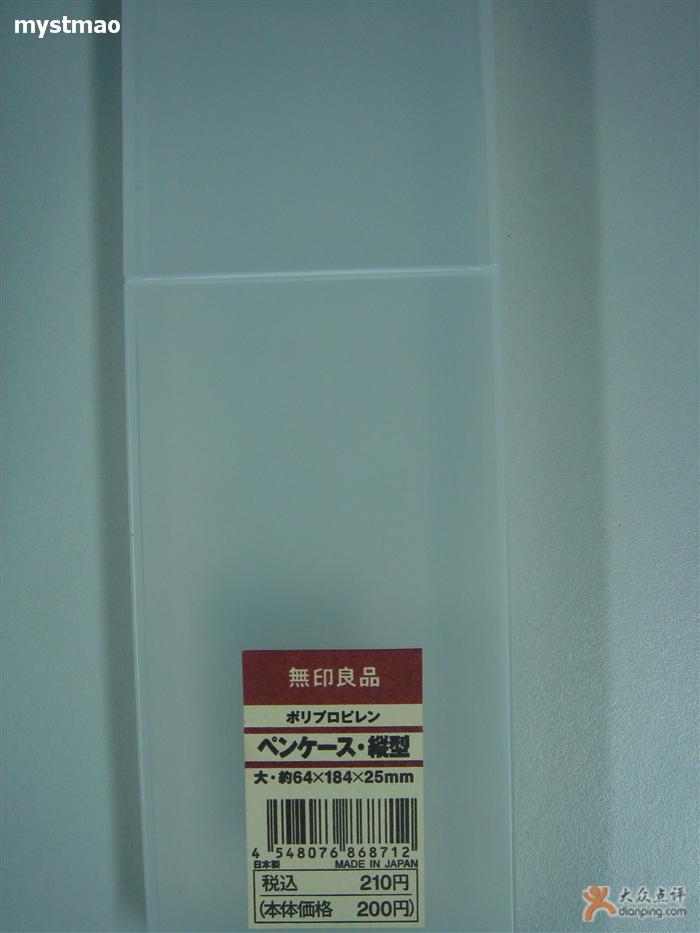 mystmao
無印良品
ポリプロピレン
ペンケース・縦型
大・約64×184×25mm
4 548076 868712
日本製 MADE IN JAPAN
税込 210円
(本体価格 200円)
大众点评
dianping.com